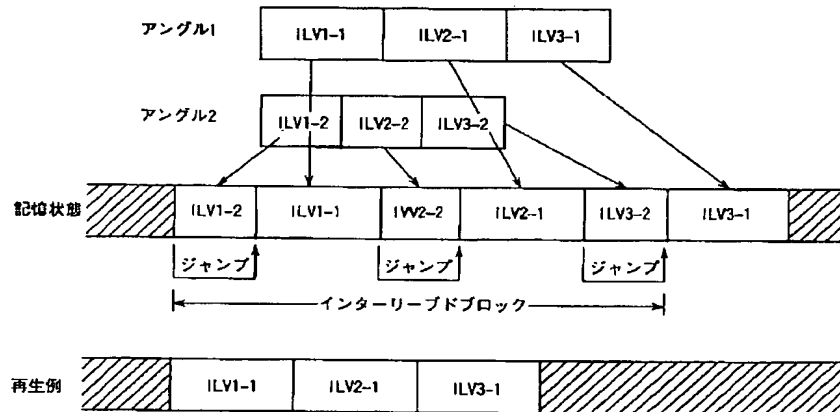 アングル1 ILV1-1 ILV2-1 ILV3-1
アングル2 ILV1-2 ILV2-2 ILV3-2
記憶状態 ILV1-2 ILV1-1 IVV2-2 ILV2-1 ILV3-2 ILV3-1
ジャンプ ジャンプ ジャンプ
インターリーブドブロック
再生例 ILV1-1 ILV2-1 ILV3-1